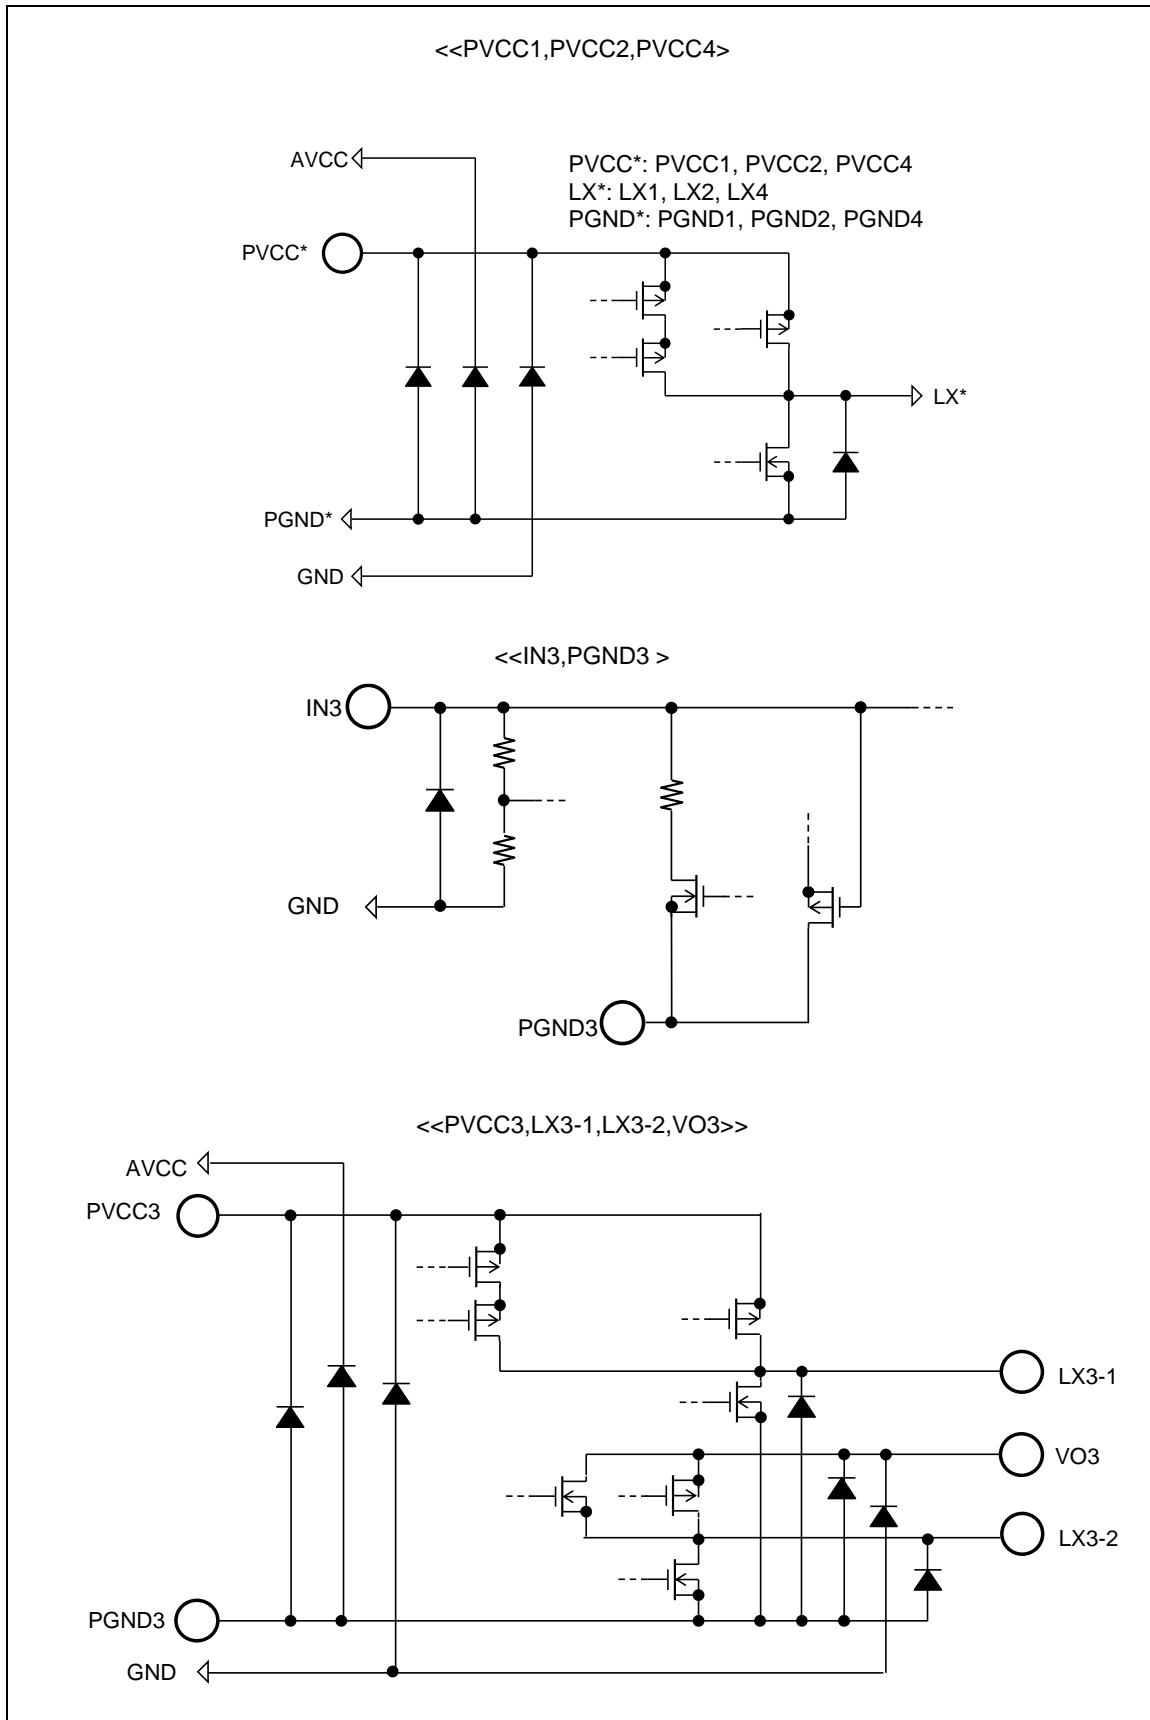 <<PVCC1,PVCC2,PVCC4>
AVCC
PVCC*: PVCC1, PVCC2, PVCC4
LX*: LX1, LX2, LX4
PGND*: PGND1, PGND2, PGND4
PVCC*
LX*
PGND*
GND
<<IN3,PGND3 >
IN3
GND
PGND3
<<PVCC3,LX3-1,LX3-2,VO3>>
AVCC
PVCC3
LX3-1
VO3
LX3-2
PGND3
GND